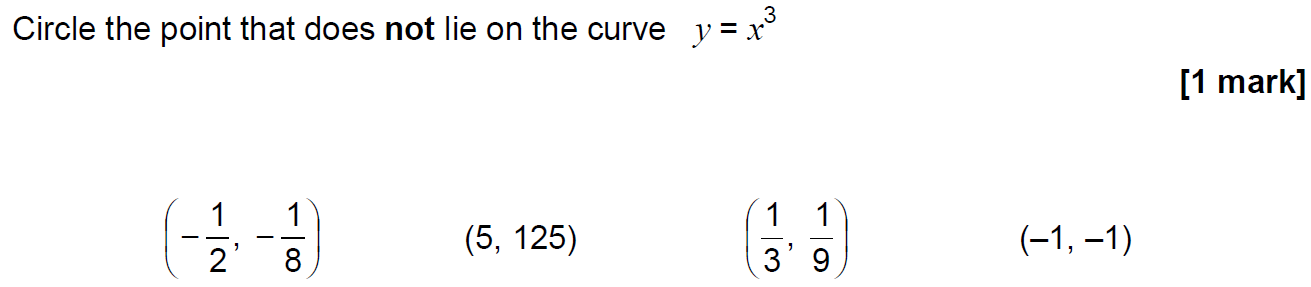 Circle the point that does not lie on the curve y = x³
[1 mark]
(−1/2, −1/8) (5, 125) (1/3, 1/9) (–1, –1)